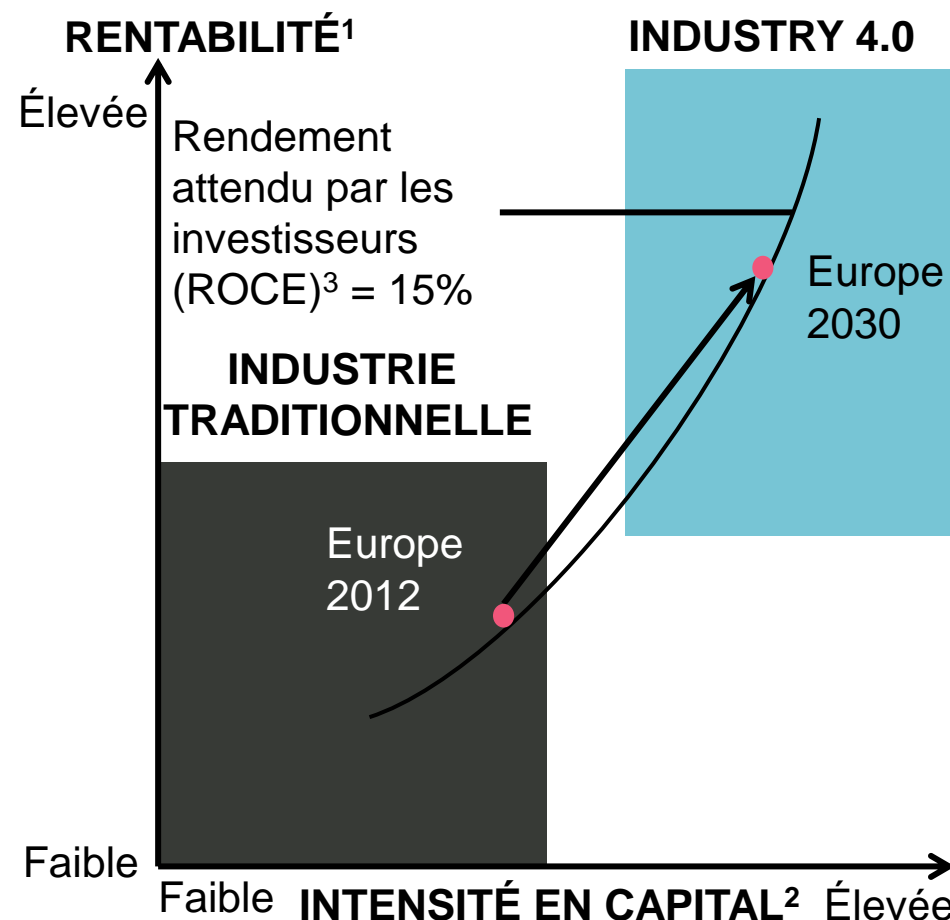 RENTABILITÉ¹
INDUSTRY 4.0
Élevée
Rendement
attendu par les
investisseurs
(ROCE)³ = 15%
Europe
2030
INDUSTRIE
TRADITIONNELLE
Europe
2012
Faible
Faible
INTENSITÉ EN CAPITAL²
Élevée